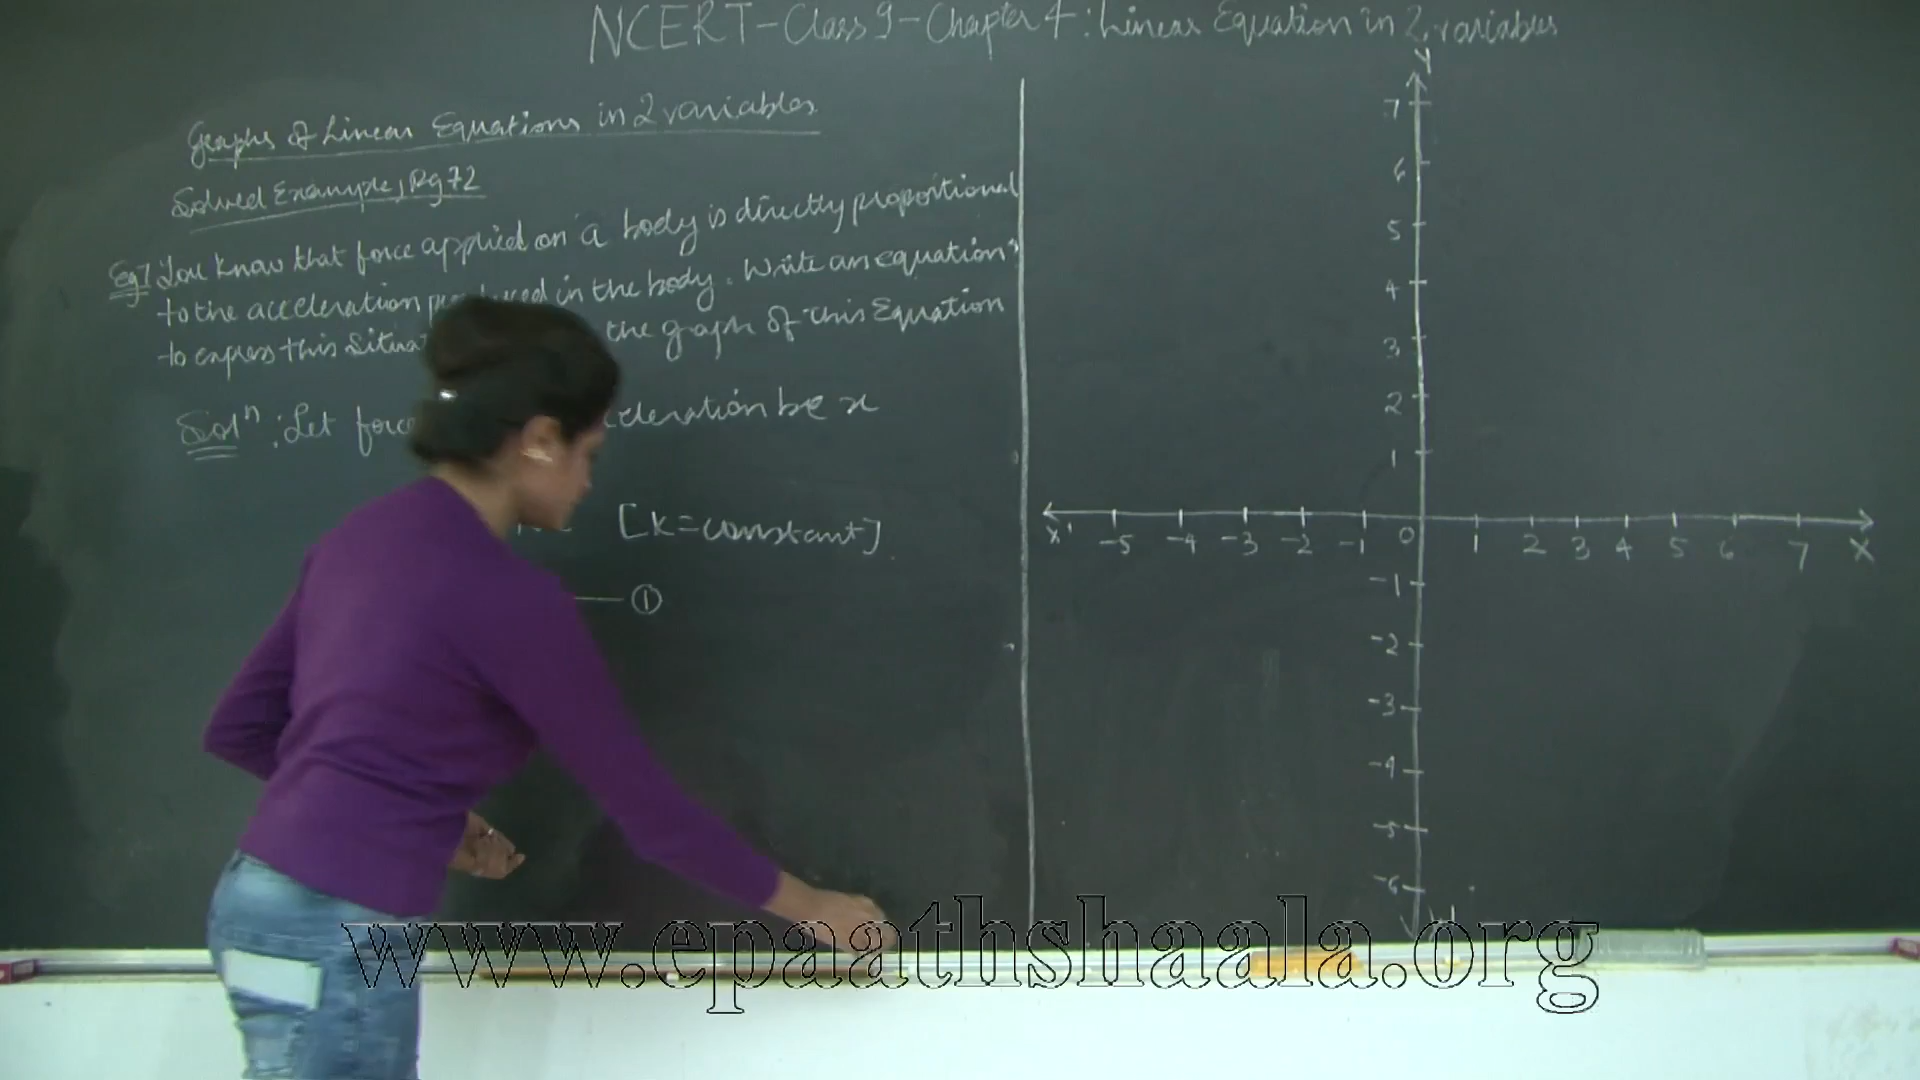 NCERT-Class 9-Chapter 4: Linear Equation in 2 variables
Graphs of Linear Equations in 2 variables
Solved Example, Pg 72
Eg7 You know that force applied on a body is directly proportional
to the acceleration produced in the body. Write an equation
to express this the graph of this Equation
Solⁿ: Let be x
[K=constant]
①
Y
7
6
5
4
3
2
1
X' -5 -4 -3 -2 -1 0 1 2 3 4 5 6 7 X
-1
-2
-3
-4
-5
-6
www.epaathshaala.org